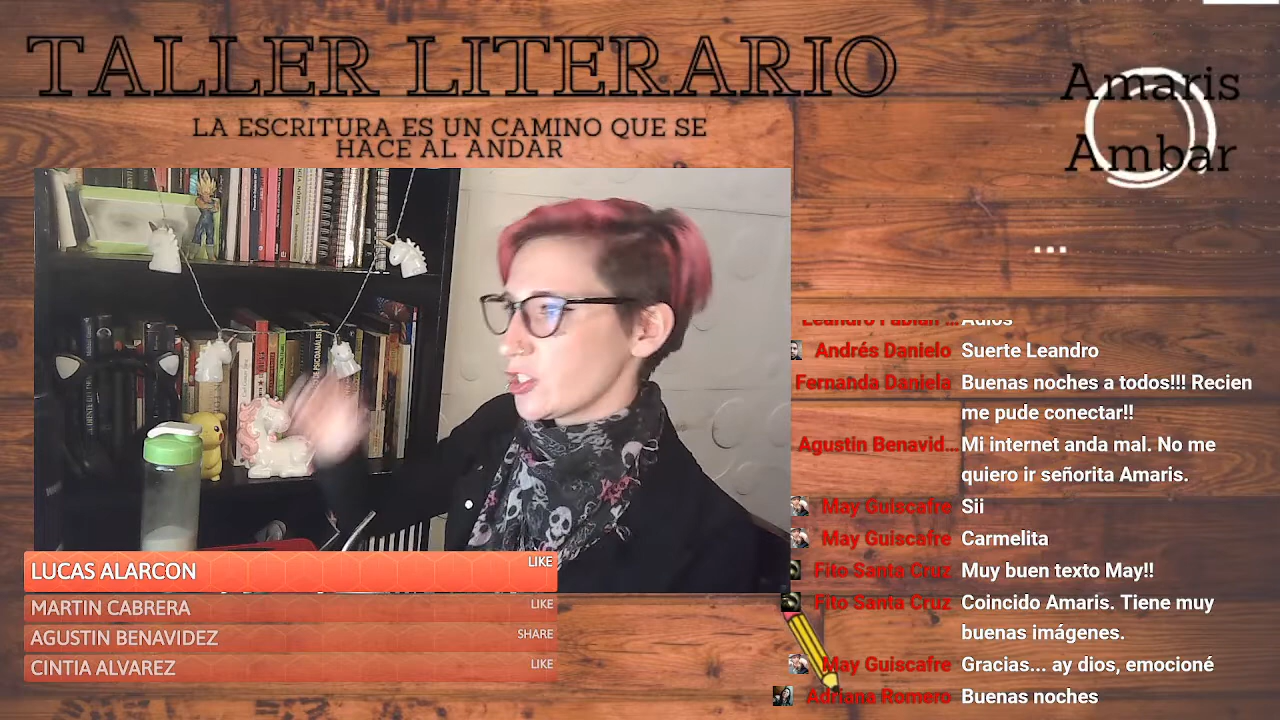 TALLER LITERARIO
LA ESCRITURA ES UN CAMINO QUE SE
HACE AL ANDAR
Amaris
Ambar
...
Leandro Fabian ... Adios
Andrés Danielo Suerte Leandro
Fernanda Daniela Buenas noches a todos!!! Recien
me pude conectar!!
Agustin Benavid... Mi internet anda mal. No me
quiero ir señorita Amaris.
May Guiscafre Sii
May Guiscafre Carmelita
Fito Santa Cruz Muy buen texto May!!
Fito Santa Cruz Coincido Amaris. Tiene muy
buenas imágenes.
May Guiscafre Gracias... ay dios, emocioné
Adriana Romero Buenas noches
LUCAS ALARCON LIKE
MARTIN CABRERA LIKE
AGUSTIN BENAVIDEZ SHARE
CINTIA ALVAREZ LIKE